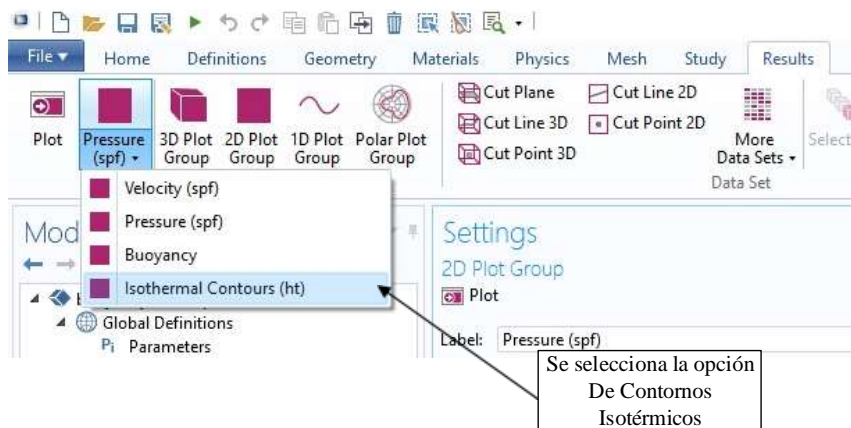 File Home Definitions Geometry Materials Physics Mesh Study Results
Plot
Pressure
(spf)
3D Plot
Group
2D Plot
Group
1D Plot
Group
Polar Plot
Group
Cut Plane
Cut Line 3D
Cut Point 3D
Cut Line 2D
Cut Point 2D
More
Data Sets
Select
Data Set
Velocity (spf)
Pressure (spf)
Buoyancy
Isothermal Contours (ht)
Mod
Global Definitions
Pi Parameters
Settings
2D Plot Group
Plot
Label: Pressure (spf)
Se selecciona la opción
De Contornos
Isotérmicos